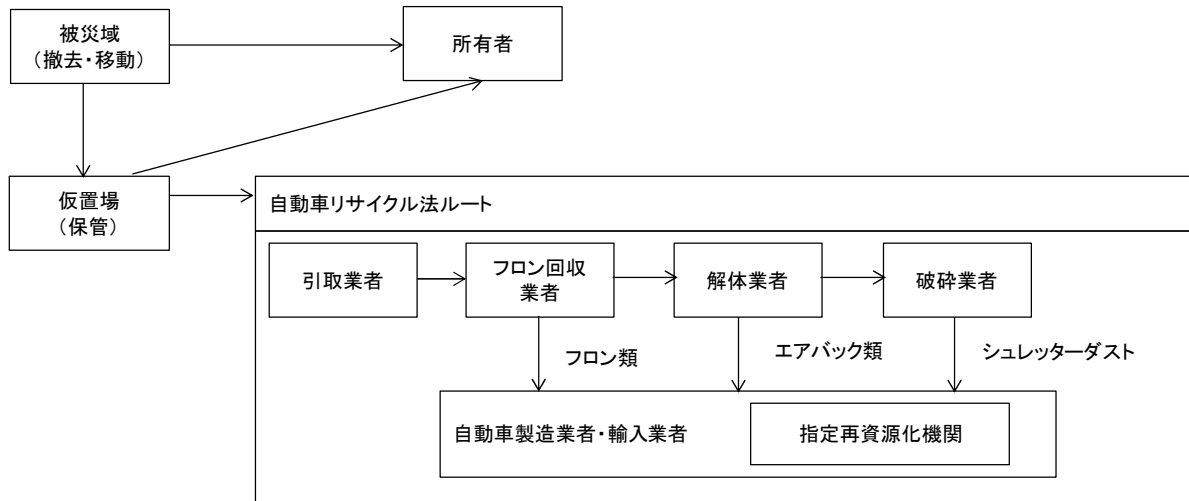 被災域
（撤去・移動）
所有者
仮置場
（保管）
自動車リサイクル法ルート
引取業者
フロン回収
業者
解体業者
破砕業者
フロン類
エアバック類
シュレッターダスト
自動車製造業者・輸入業者
指定再資源化機関